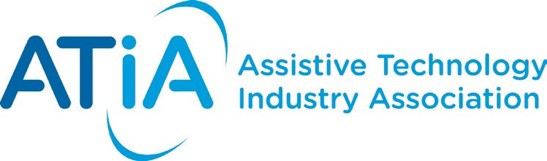 ATiA
Assistive Technology
Industry Association